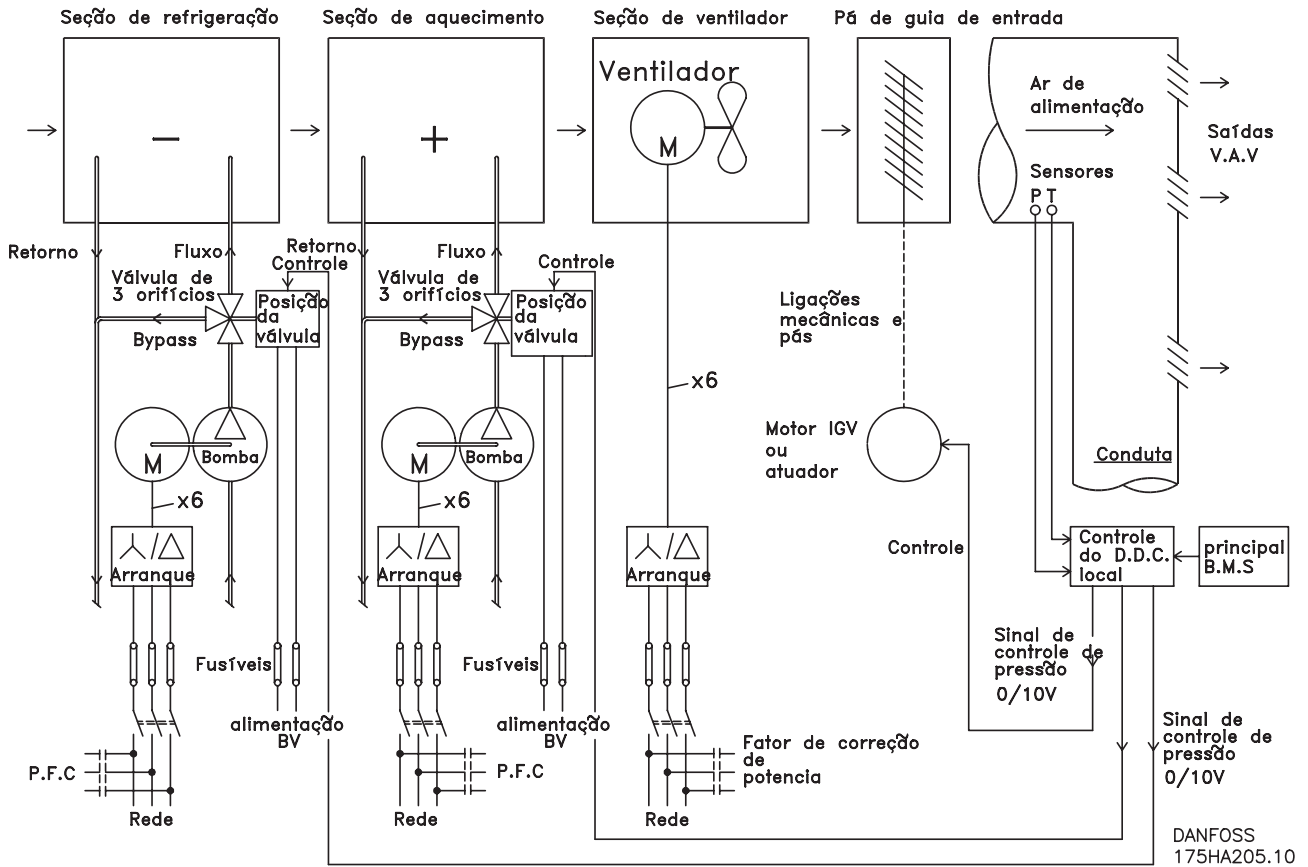 Seção de refrigeração
Seção de aquecimento
Seção de ventilador
Pá de guia de entrada
Ventilador
M
Ar de
alimentação
Saídas
V.A.V
Sensores
P T
Retorno
Fluxo
Válvula de
3 orifícios
Bypass
Retorno
Controle
Posição
da
válvula
Fluxo
Válvula de
3 orifícios
Bypass
Controle
Posição
da
válvula
Ligações
mecânicas e
pás
x6
M
Bomba
x6
M
Bomba
x6
Motor IGV
ou
atuador
Conduta
Arranque
Arranque
Arranque
Controle
Controle
do D.D.C.
local
principal
B.M.S
Fusíveis
Fusíveis
Sinal de
controle de
pressão
0/10V
alimentação
BV
alimentação
BV
Sinal de
controle de
pressão
0/10V
P.F.C
P.F.C
Fator de correção
de
potencia
Rede
Rede
Rede
DANFOSS
175HA205.10